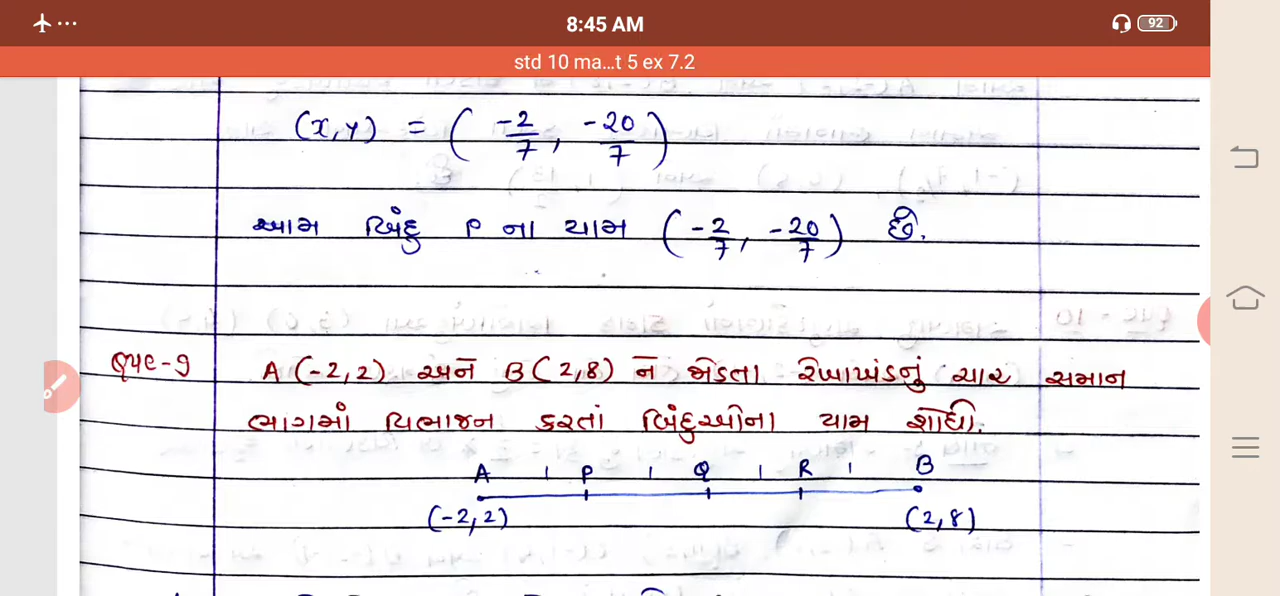 8:45 AM
92
std 10 ma...t 5 ex 7.2
(x,y) = (-2/7, -20/7)
આમ બિંદુ P ના યામ (-2/7, -20/7) છે.
A (-2,2) અને B (2,8) ને જોડતા રેખાખંડનું ચાર સમાન
ભાગમાં વિભાજન કરતાં બિંદુઓના યામ શોધો.
A | P | Q | R | B
(-2,2) (2,8)